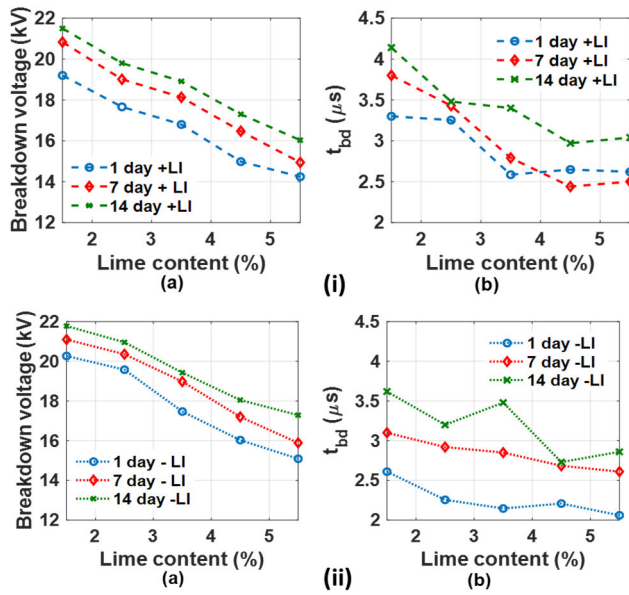 22
20
18
16
14
12
Breakdown voltage (kV)
1 day +LI
7 day + LI
14 day +LI
2 3 4 5
Lime content (%)
(a)
4.5
4
3.5
3
2.5
2
t_bd (μs)
1 day +LI
7 day +LI
14 day +LI
2 3 4 5
Lime content (%)
(b)
(i)
22
20
18
16
14
12
Breakdown voltage (kV)
1 day - LI
7 day - LI
14 day -LI
2 3 4 5
Lime content (%)
(a)
4.5
4
3.5
3
2.5
2
t_bd (μs)
1 day -LI
7 day -LI
14 day -LI
2 3 4 5
Lime content (%)
(b)
(ii)